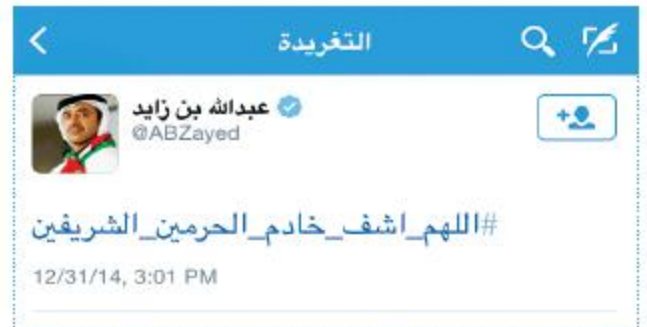 التغريدة
عبدالله بن زايد
@ABZayed
#اللهم_اشف_خادم_الحرمين_الشريفين
12/31/14, 3:01 PM